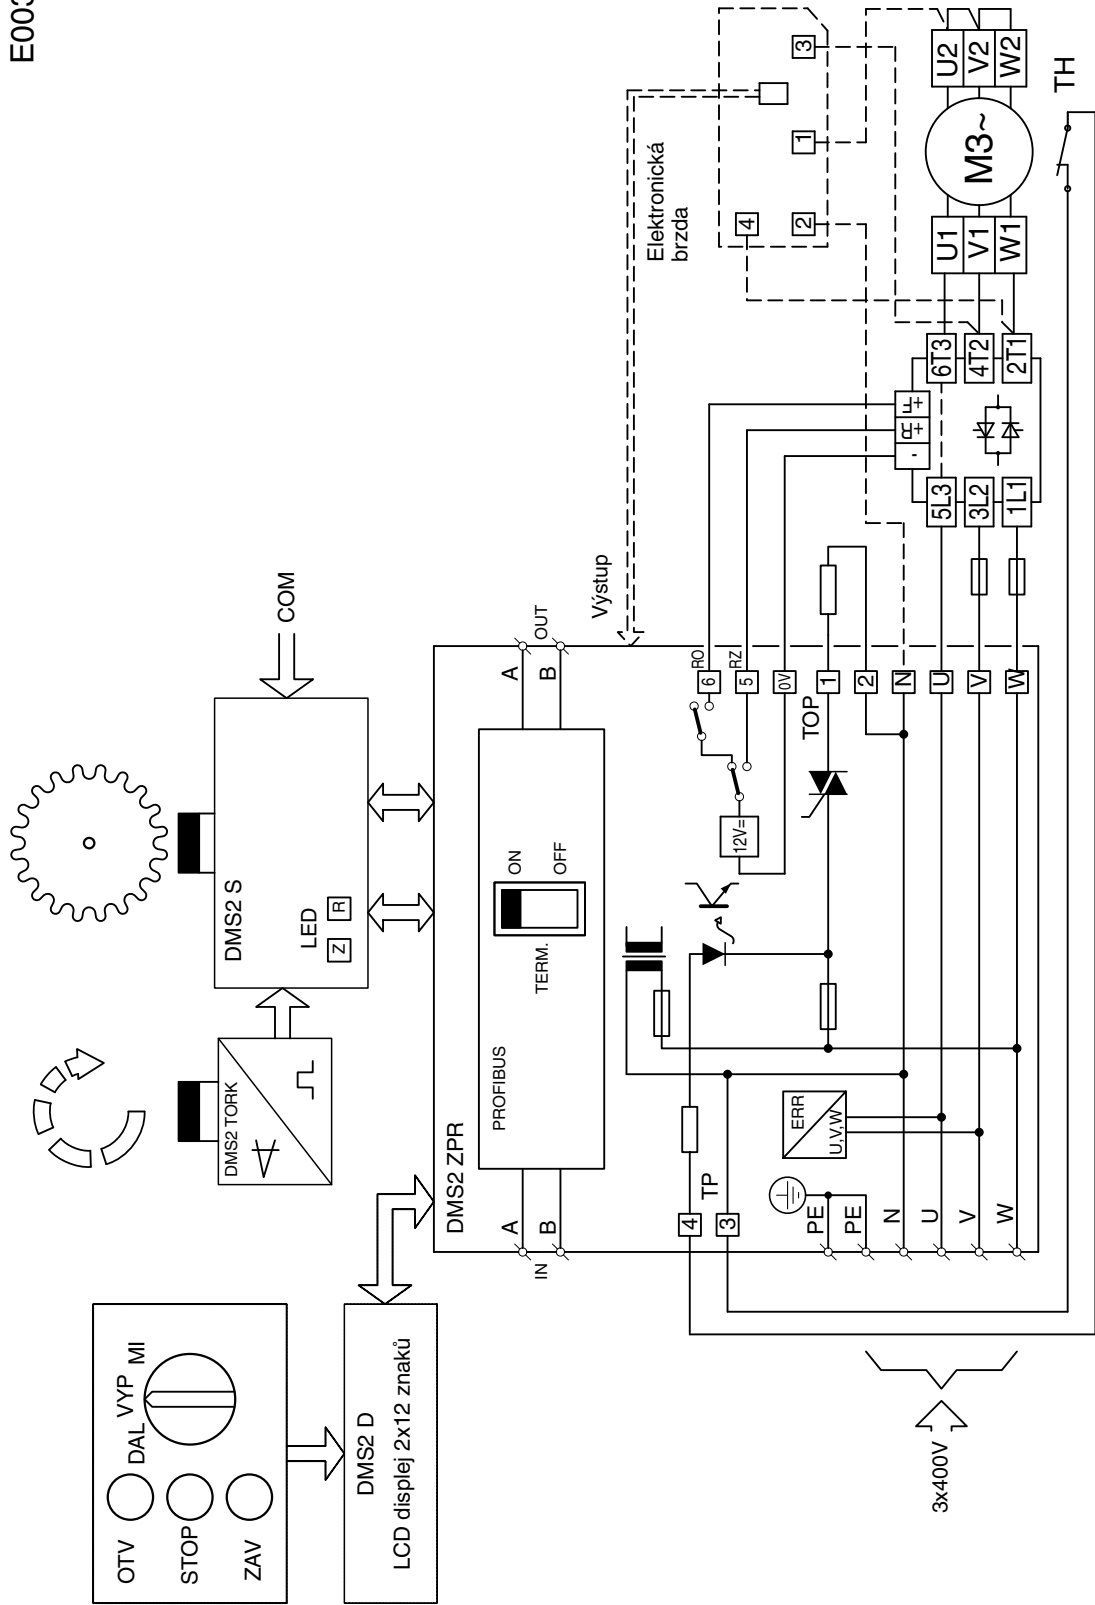 E003
OTV
STOP
ZAV
DAL
VYP
MI
DMS2 D
LCD displej 2x12 znaků
DMS2 TORK
DMS2 S
LED
Z
R
COM
DMS2 ZPR
PROFIBUS
TERM.
ON
OFF
IN
A
B
A
B
OUT
Výstup
Elektronická
brzda
4
3
TP
12V=
6
RO
5
RZ
0V
TOP
1
2
N
U
V
W
ERR
U,V,W
PE
PE
N
U
V
W
3x400V
-
+R
+F
5L3
3L2
1L1
6T3
4T2
2T1
4
2
1
3
U1
V1
W1
M3~
U2
V2
W2
TH